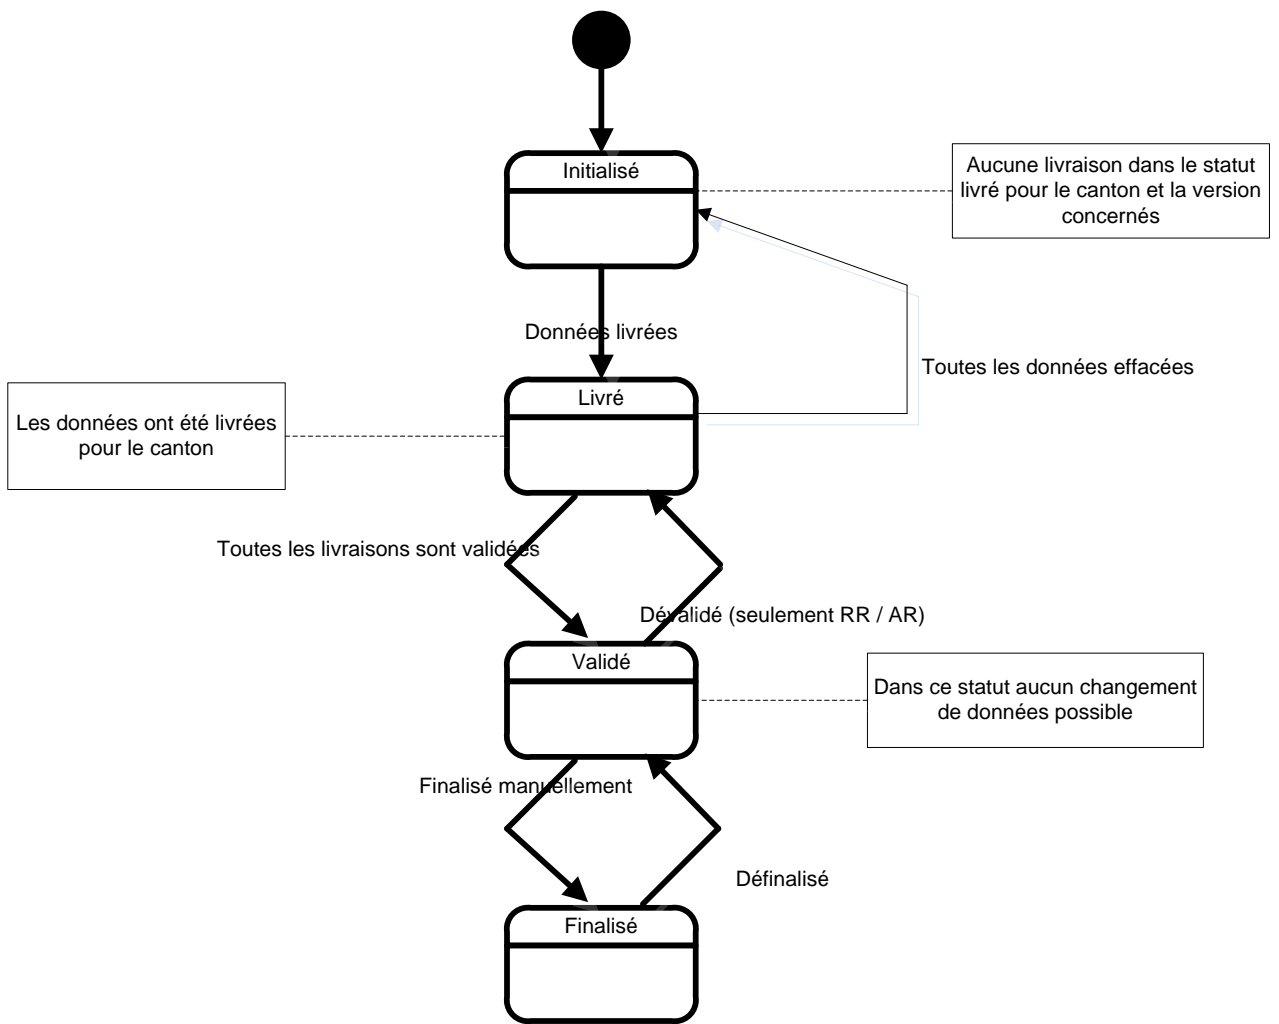 Initialisé
Aucune livraison dans le statut
livré pour le canton et la version
concernés
Données livrées
Toutes les données effacées
Livré
Les données ont été livrées
pour le canton
Toutes les livraisons sont validées
Dévalidé (seulement RR / AR)
Validé
Dans ce statut aucun changement
de données possible
Finalisé manuellement
Définalisé
Finalisé